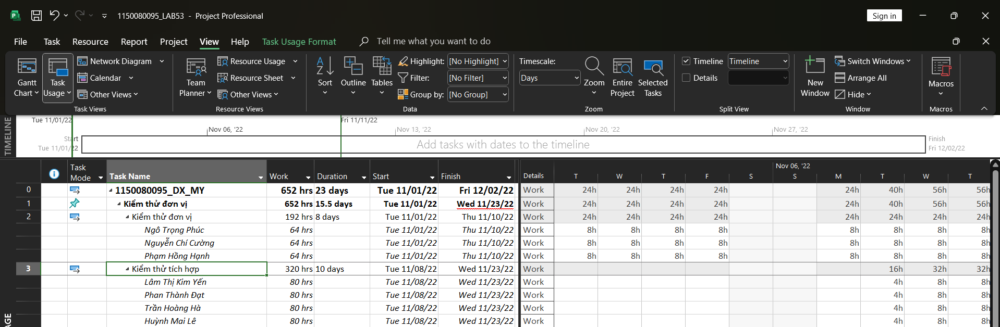 1150080095_LAB53 - Project Professional
Sign in
File Task Resource Report Project View Help Task Usage Format Tell me what you want to do
Gantt Chart
Task Usage
Network Diagram
Calendar
Other Views
Task Views
Team Planner
Resource Usage
Resource Sheet
Other Views
Resource Views
Sort
Outline
Tables
Highlight: [No Highlight]
Filter: [No Filter]
Group by: [No Group]
Data
Timescale:
Days
Zoom
Entire Project
Selected Tasks
Zoom
Timeline Timeline
Details
Split View
New Window
Switch Windows
Arrange All
Hide
Window
Macros
Macros
TIMELINE
Tue 11/01/22 Fri 11/11/22
Nov 06, '22 Nov 13, '22 Nov 20, '22 Nov 27, '22
Start
Tue 11/01/22
Add tasks with dates to the timeline
Finish
Fri 12/02/22
Task Mode Task Name Work Duration Start Finish Details
Nov 06, '22
T W T F S S M T W T
0 1150080095_DX_MY 652 hrs 23 days Tue 11/01/22 Fri 12/02/22 Work 24h 24h 24h 24h 24h 40h 56h 56h
1 Kiểm thử đơn vị 652 hrs 15.5 days Tue 11/01/22 Wed 11/23/22 Work 24h 24h 24h 24h 24h 40h 56h 56h
2 Kiểm thử đơn vị 192 hrs 8 days Tue 11/01/22 Thu 11/10/22 Work 24h 24h 24h 24h 24h 24h 24h 24h
Ngô Trọng Phúc 64 hrs Tue 11/01/22 Thu 11/10/22 Work 8h 8h 8h 8h 8h 8h 8h 8h
Nguyễn Chí Cường 64 hrs Tue 11/01/22 Thu 11/10/22 Work 8h 8h 8h 8h 8h 8h 8h 8h
Phạm Hồng Hạnh 64 hrs Tue 11/01/22 Thu 11/10/22 Work 8h 8h 8h 8h 8h 8h 8h 8h
3 Kiểm thử tích hợp 320 hrs 10 days Tue 11/08/22 Wed 11/23/22 Work 16h 32h 32h
Lâm Thị Kim Yến 80 hrs Tue 11/08/22 Wed 11/23/22 Work 4h 8h 8h
Phan Thành Đạt 80 hrs Tue 11/08/22 Wed 11/23/22 Work 4h 8h 8h
Trần Hoàng Hà 80 hrs Tue 11/08/22 Wed 11/23/22 Work 4h 8h 8h
Huỳnh Mai Lê 80 hrs Tue 11/08/22 Wed 11/23/22 Work 4h 8h 8h